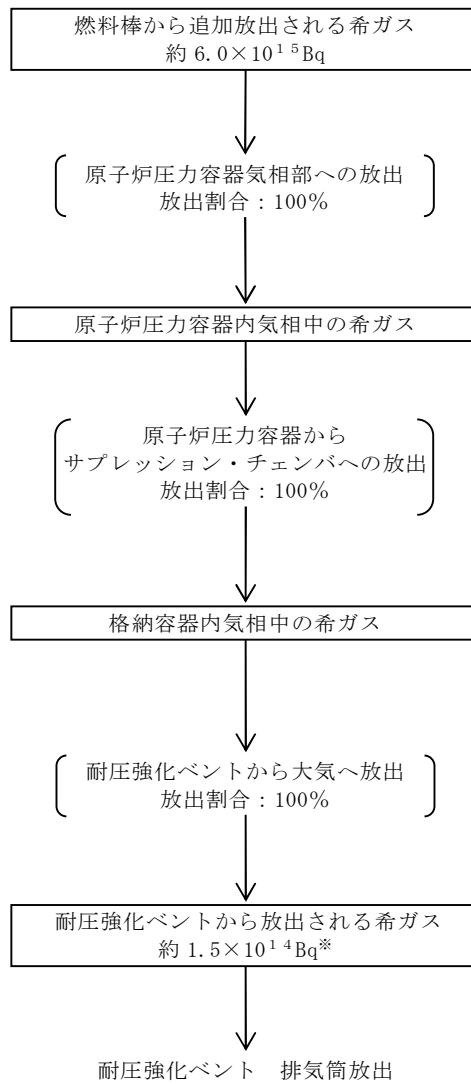 燃料棒から追加放出される希ガス
約 6.0×10¹⁵Bq
原子炉圧力容器気相部への放出
放出割合：100%
原子炉圧力容器内気相中の希ガス
原子炉圧力容器から
サプレッション・チェンバへの放出
放出割合：100%
格納容器内気相中の希ガス
耐圧強化ベントから大気へ放出
放出割合：100%
耐圧強化ベントから放出される希ガス
約 1.5×10¹⁴Bq※
耐圧強化ベント　排気筒放出